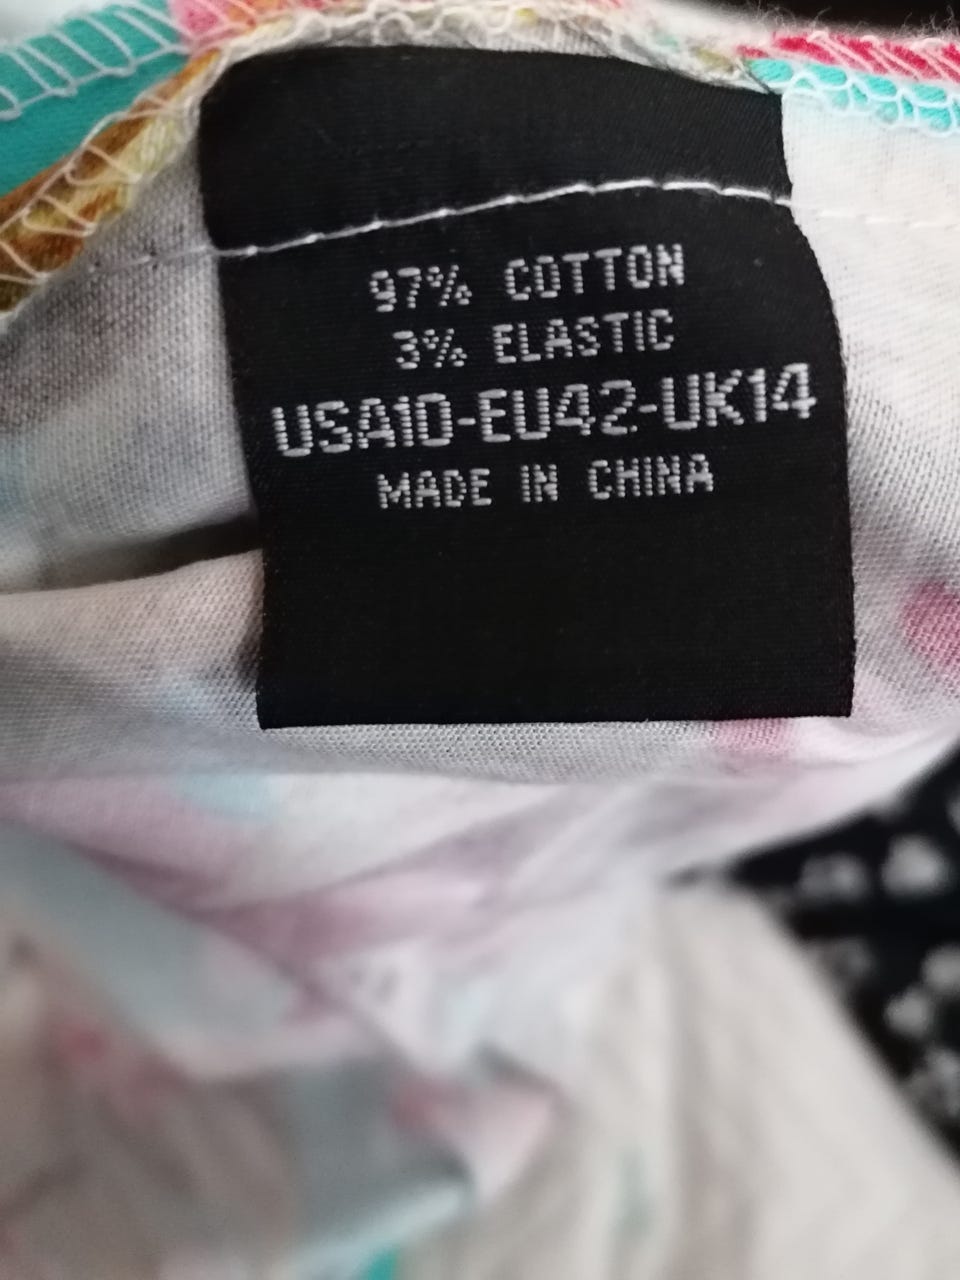 97% COTTON
3% ELASTIC
USA10-EU42-UK14
MADE IN CHINA